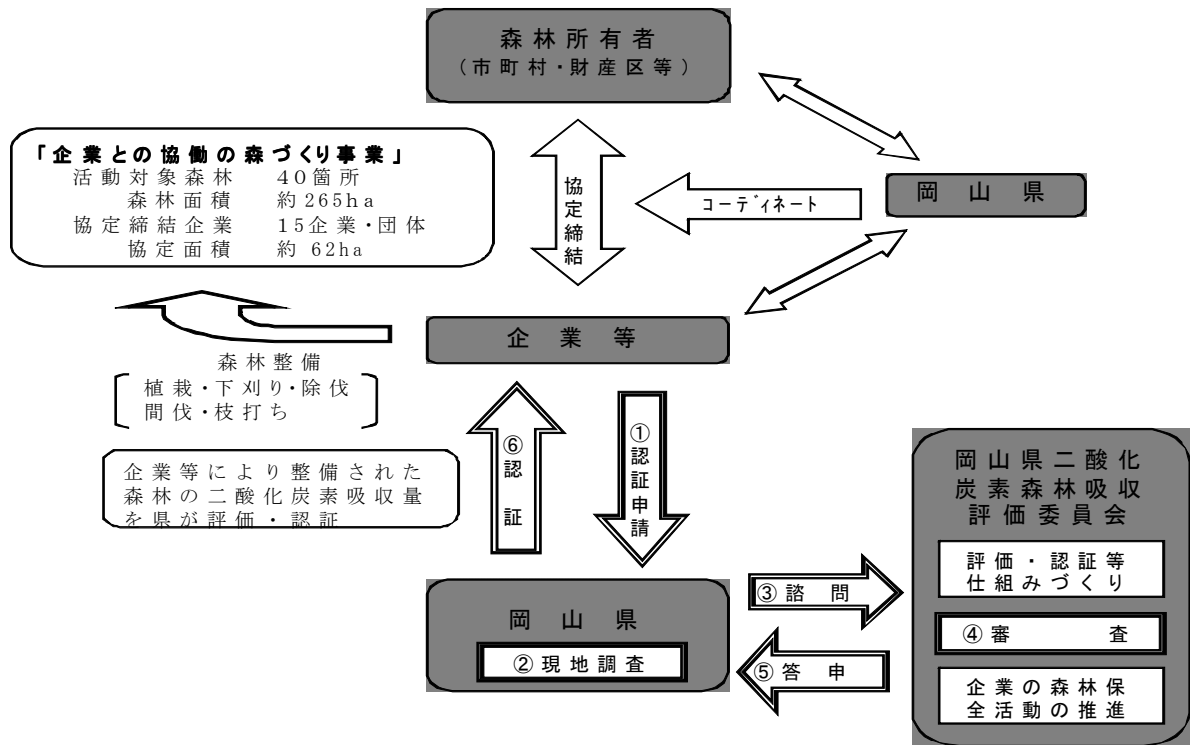 森林所有者
（市町村・財産区等）
「企業との協働の森づくり事業」
活動対象森林 40箇所
森林面積 約265ha
協定締結企業 15企業・団体
協定面積 約 62ha
協定締結
コーディネート
岡山県
企業等
森林整備
植栽・下刈り・除伐
間伐・枝打ち
企業等により整備された
森林の二酸化炭素吸収量
を県が評価・認証
⑥認証
①認証申請
岡山県
②現地調査
③諮問
⑤答申
岡山県二酸化
炭素森林吸収
評価委員会
評価・認証等
仕組みづくり
④審査
企業の森林保
全活動の推進